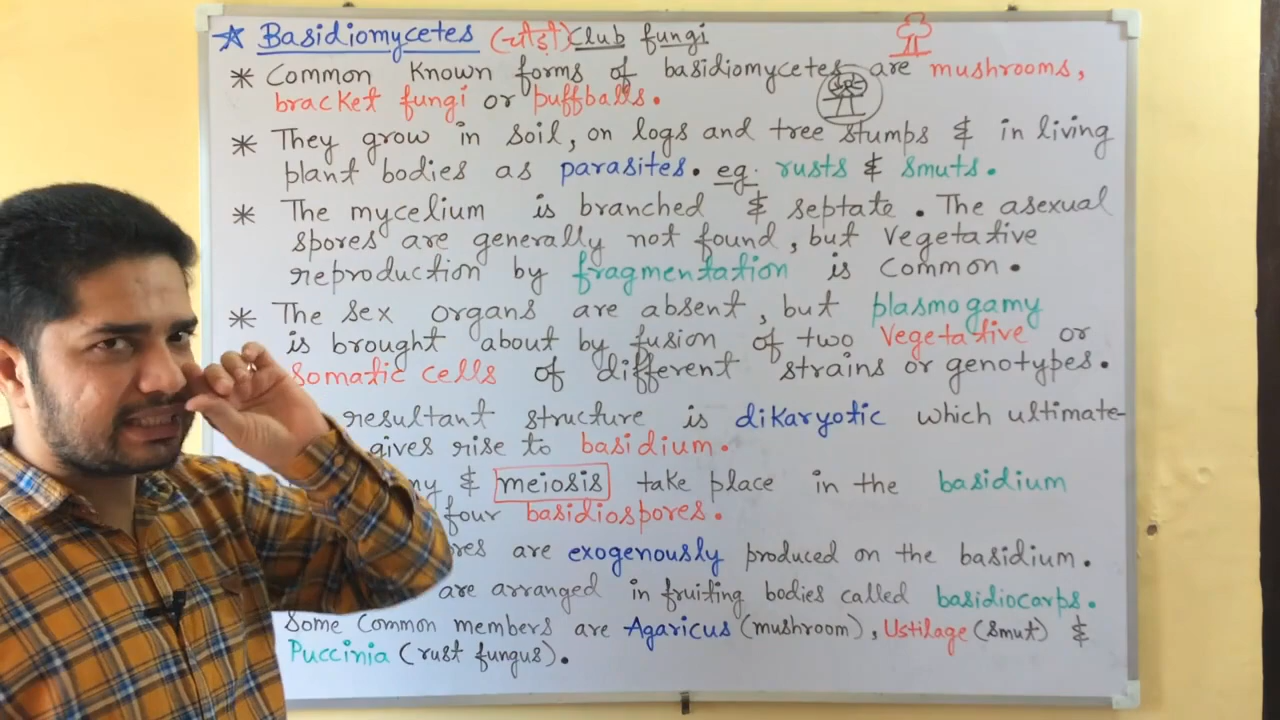 Basidiomycetes Club fungi
Common Known forms of basidiomycetes are mushrooms,
bracket fungi or puffballs.
They grow in soil, on logs and tree stumps & in living
plant bodies as parasites. eg. rusts & smuts.
The mycelium is branched & septate. The asexual
spores are generally not found, but Vegetative
reproduction by fragmentation is Common.
The sex organs are absent, but plasmogamy
is brought about by fusion of two Vegetative or
somatic cells of different strains or genotypes.
resultant structure is dikaryotic which ultimate-
gives rise to basidium.
my & meiosis take place in the basidium
four basidiospores.
res are exogenously produced on the basidium.
are arranged in fruiting bodies called basidiocarps.
Some Common members are Agaricus (mushroom), Ustilage (smut) &
Puccinia (rust fungus).